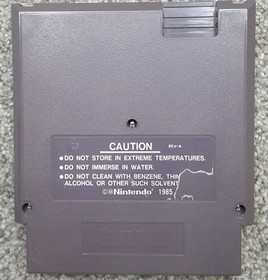 CAUTION
REV-A
•DO NOT STORE IN EXTREME TEMPERATURES.
•DO NOT IMMERSE IN WATER.
•DO NOT CLEAN WITH BENZENE, THIN
ALCOHOL OR OTHER SUCH SOLVENT
©®Nintendo 1985